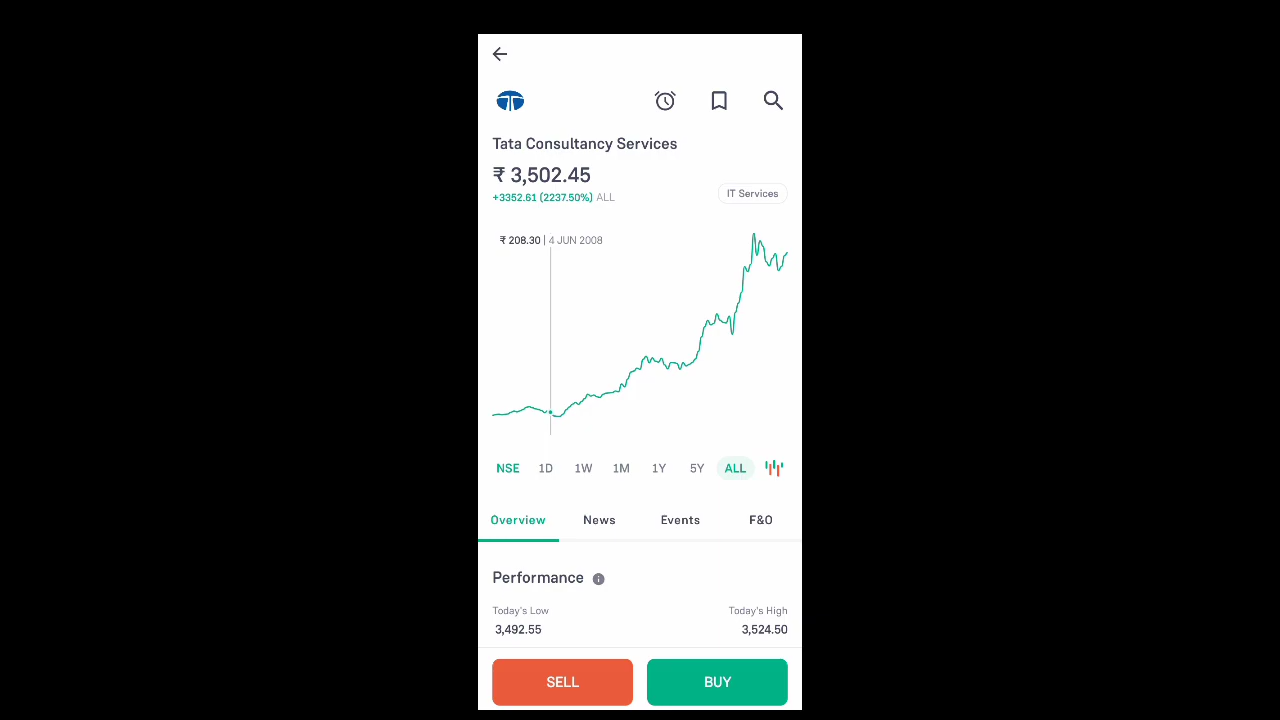 Tata Consultancy Services
₹ 3,502.45
+3352.61 (2237.50%) ALL
IT Services
₹ 208.30 | 4 JUN 2008
NSE 1D 1W 1M 1Y 5Y ALL
Overview News Events F&O
Performance
Today's Low Today's High
3,492.55 3,524.50
SELL BUY